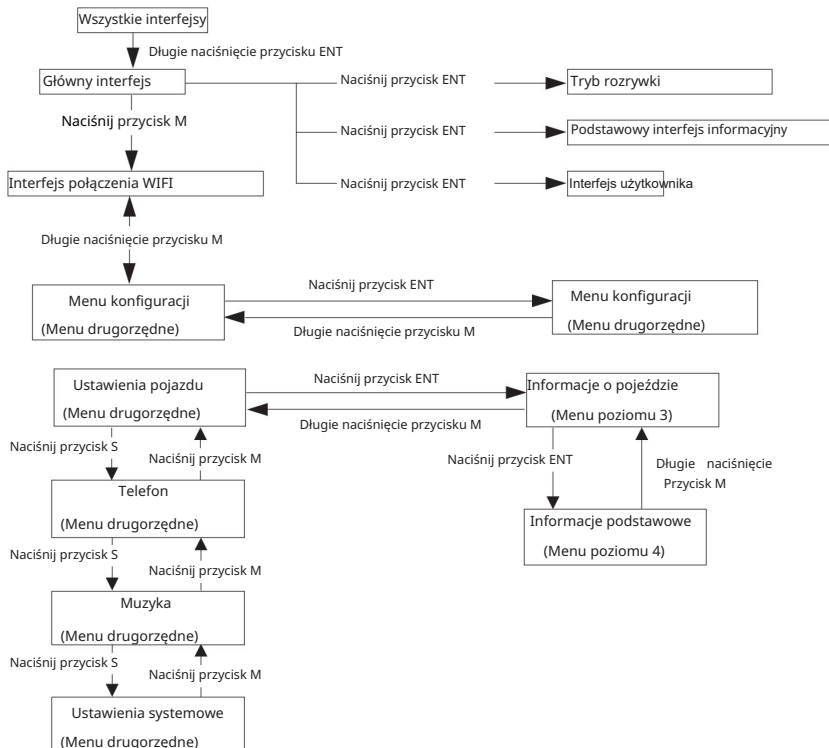 Wszystkie interfejsy
Długie naciśnięcie przycisku ENT
Główny interfejs
Naciśnij przycisk ENT
Tryb rozrywki
Naciśnij przycisk M
Naciśnij przycisk ENT
Podstawowy interfejs informacyjny
Interfejs połączenia WIFI
Naciśnij przycisk ENT
Interfejs użytkownika
Długie naciśnięcie przycisku M
Menu konfiguracji
(Menu drugorzędne)
Naciśnij przycisk ENT
Długie naciśnięcie przycisku M
Menu konfiguracji
(Menu drugorzędne)
Ustawienia pojazdu
(Menu drugorzędne)
Naciśnij przycisk ENT
Długie naciśnięcie przycisku M
Informacje o pojeździe
(Menu poziomu 3)
Naciśnij przycisk S
Naciśnij przycisk M
Naciśnij przycisk ENT
Długie naciśnięcie
Przycisk M
Telefon
(Menu drugorzędne)
Informacje podstawowe
(Menu poziomu 4)
Naciśnij przycisk S
Naciśnij przycisk M
Muzyka
(Menu drugorzędne)
Naciśnij przycisk S
Naciśnij przycisk M
Ustawienia systemowe
(Menu drugorzędne)